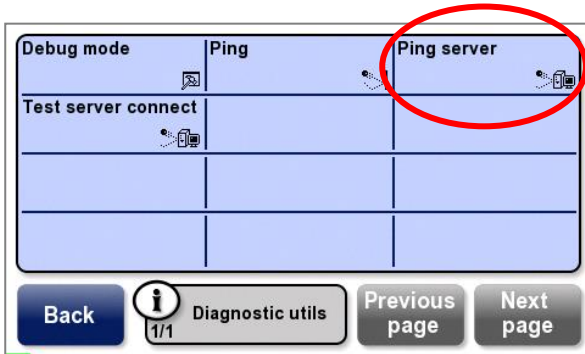 Debug mode
Ping
Ping server
Test server connect
Back
i
1/1
Diagnostic utils
Previous
page
Next
page